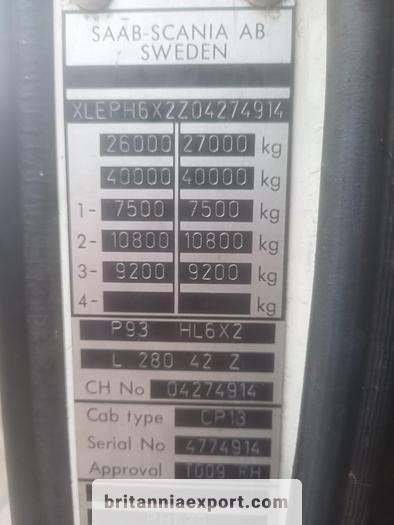 SAAB-SCANIA AB
SWEDEN
XLEPH6X2Z04274914
26000 27000 kg
40000 40000 kg
1- 7500 7500 kg
2- 10800 10800 kg
3- 9200 9200 kg
4- kg
P93 HL6X2
L 280 42 Z
CH No 04274914
Cab type CP13
Serial No 4774914
Approval T009 RH
britanniaexport.com